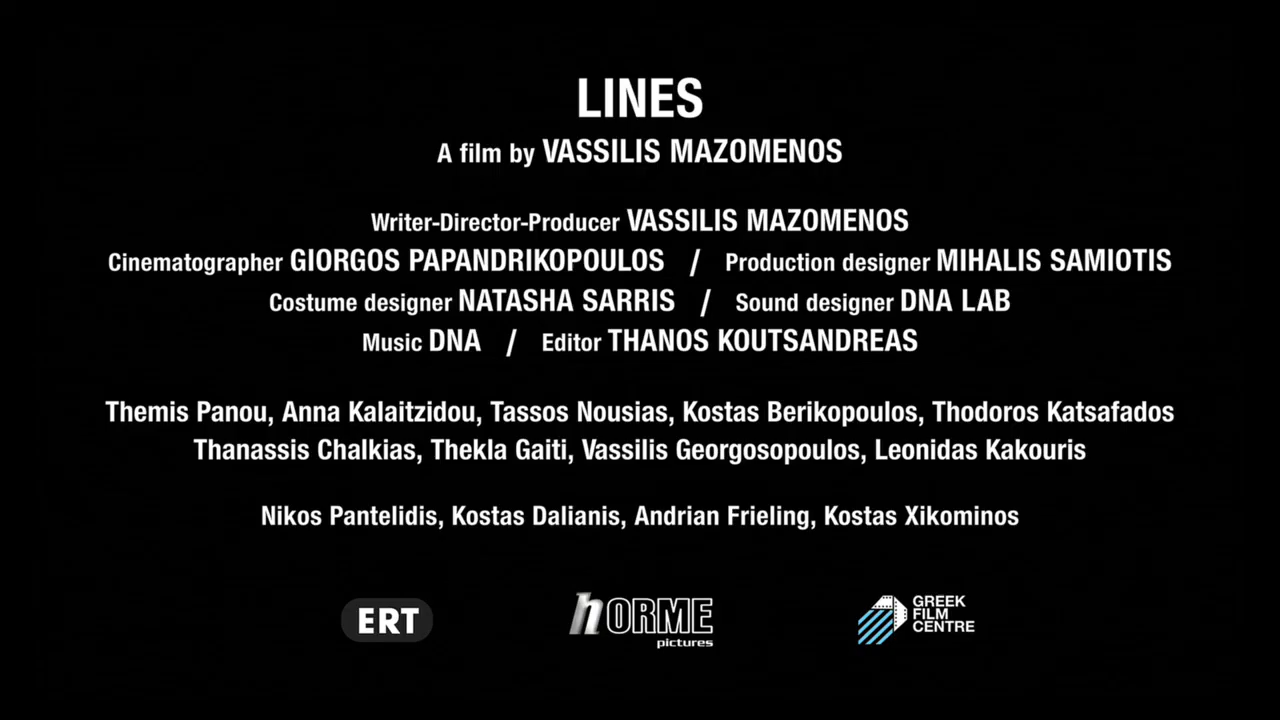 LINES
A film by VASSILIS MAZOMENOS
Writer-Director-Producer VASSILIS MAZOMENOS
Cinematographer GIORGOS PAPANDRIKOPOULOS / Production designer MIHALIS SAMIOTIS
Costume designer NATASHA SARRIS / Sound designer DNA LAB
Music DNA / Editor THANOS KOUTSANDREAS
Themis Panou, Anna Kalaitzidou, Tassos Nousias, Kostas Berikopoulos, Thodoros Katsafados
Thanassis Chalkias, Thekla Gaiti, Vassilis Georgosopoulos, Leonidas Kakouris
Nikos Pantelidis, Kostas Dalianis, Andrian Frieling, Kostas Xikominos
ERT
hORME
pictures
GREEK
FILM
CENTRE